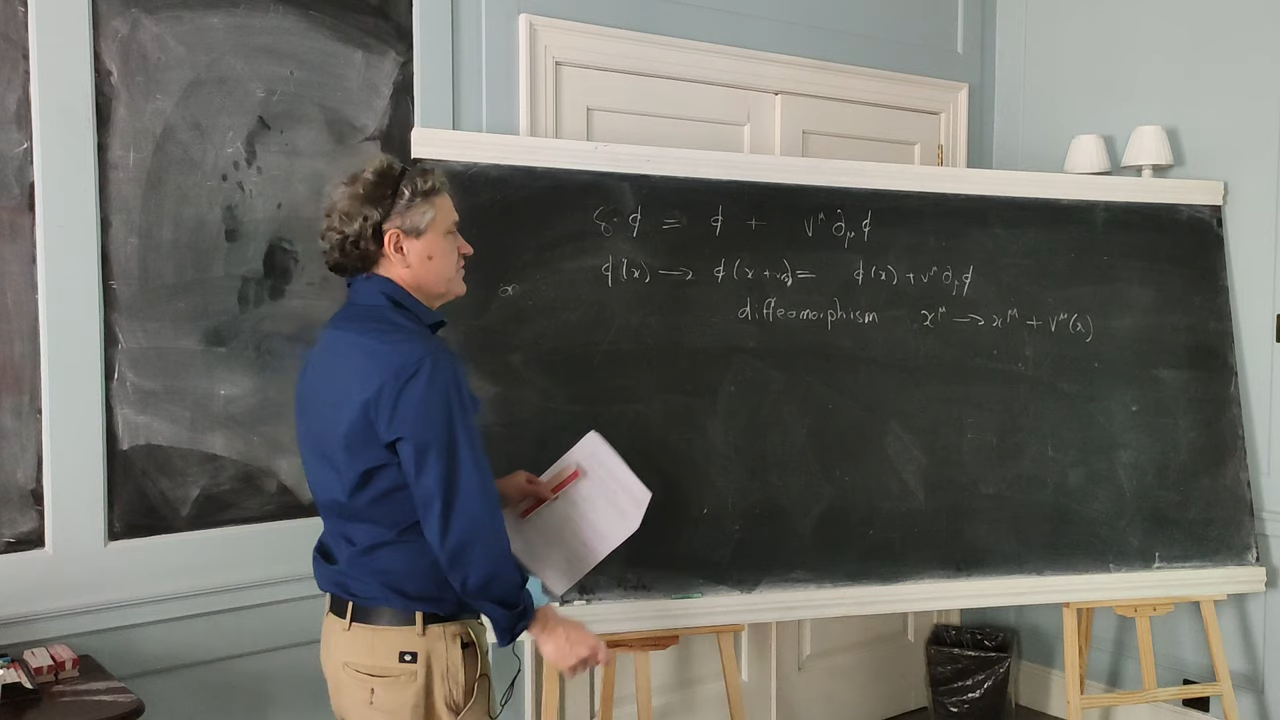 δ φ = φ + v^μ ∂_μ φ
φ(x) → φ(x + v) = φ(x) + v^μ ∂_μ φ
diffeomorphism x^μ → x^μ + v^μ(x)